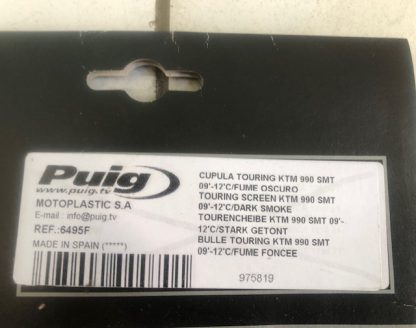 Puig
www.puig.tv
MOTOPLASTIC S.A
E-mail : info@puig.tv
REF.:6495F
MADE IN SPAIN (*****)
CUPULA TOURING KTM 990 SMT
09'-12'C/FUME OSCURO
TOURING SCREEN KTM 990 SMT
09'-12'C/DARK SMOKE
TOURENCHEIBE KTM 990 SMT 09'-
12'C/STARK GETONT
BULLE TOURING KTM 990 SMT
09'-12'C/FUME FONCEE
975819